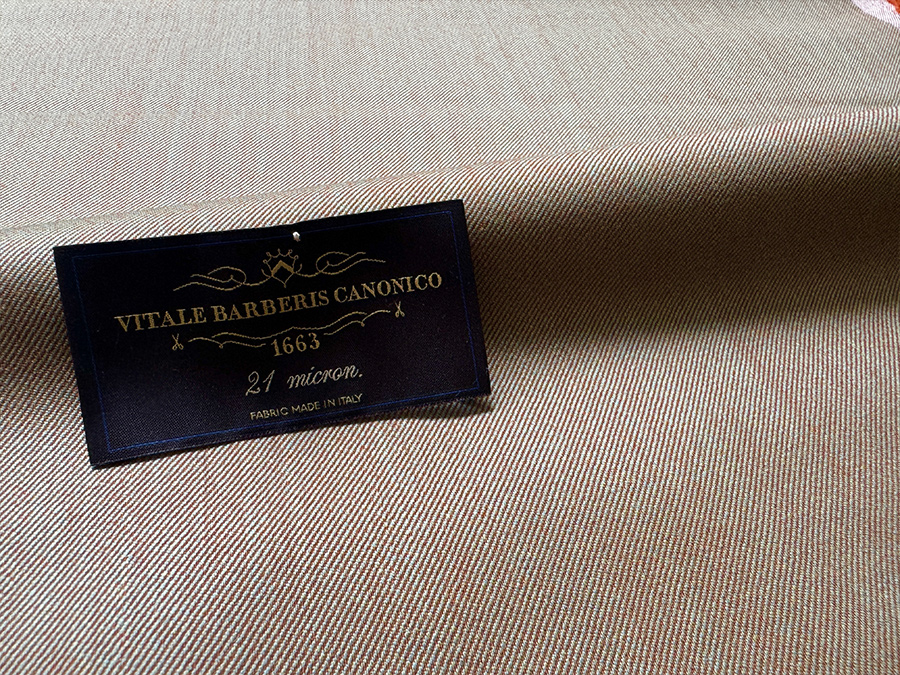 VITALE BARBERIS CANONICO
1663
21 micron.
FABRIC MADE IN ITALY